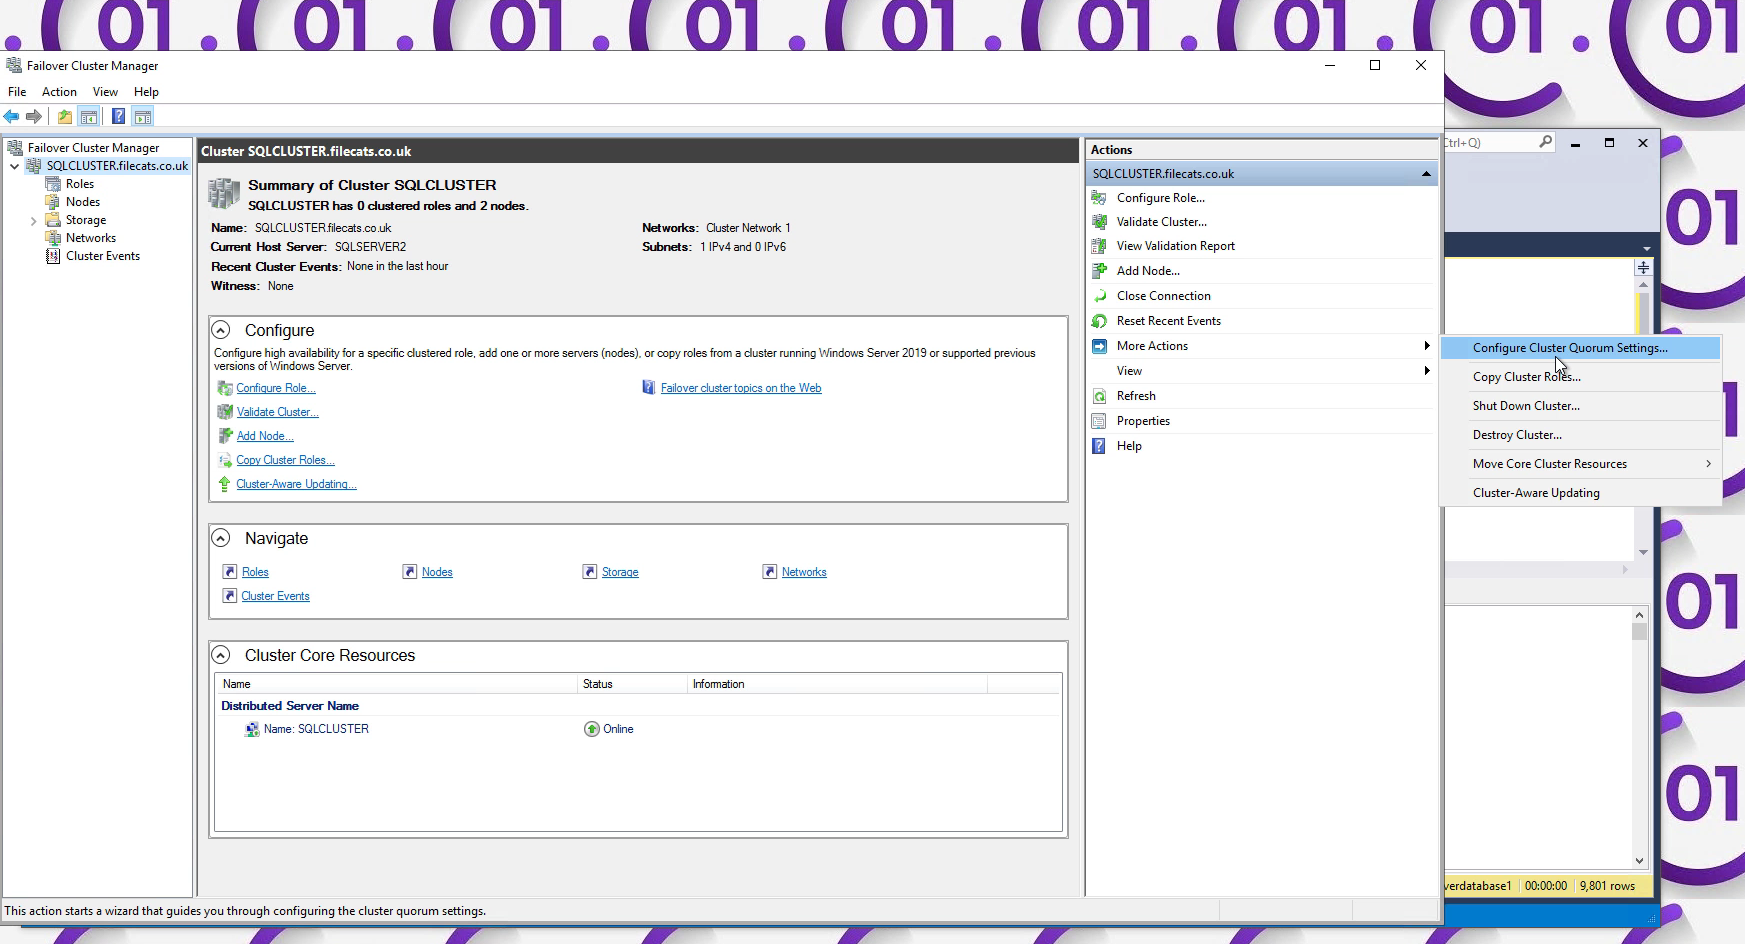 01 01 01 01 01 01 01 01 01
Failover Cluster Manager
File Action View Help
Failover Cluster Manager
SQLCLUSTER.filecats.co.uk
Roles
Nodes
Storage
Networks
Cluster Events
Cluster SQLCLUSTER.filecats.co.uk
Summary of Cluster SQLCLUSTER
SQLCLUSTER has 0 clustered roles and 2 nodes.
Name: SQLCLUSTER.filecats.co.uk
Networks: Cluster Network 1
Current Host Server: SQLSERVER2
Subnets: 1 IPv4 and 0 IPv6
Recent Cluster Events: None in the last hour
Witness: None
Configure
Configure high availability for a specific clustered role, add one or more servers (nodes), or copy roles from a cluster running Windows Server 2019 or supported previous
versions of Windows Server.
Configure Role...
Failover cluster topics on the Web
Validate Cluster...
Add Node...
Copy Cluster Roles...
Cluster-Aware Updating...
Navigate
Roles Nodes Storage Networks
Cluster Events
Cluster Core Resources
Name Status Information
Distributed Server Name
Name: SQLCLUSTER Online
Actions
SQLCLUSTER.filecats.co.uk
Configure Role...
Validate Cluster...
View Validation Report
Add Node...
Close Connection
Reset Recent Events
More Actions
View
Refresh
Properties
Help
Configure Cluster Quorum Settings...
Copy Cluster Roles...
Shut Down Cluster...
Destroy Cluster...
Move Core Cluster Resources
Cluster-Aware Updating
Ctrl+Q)
01
01
01
verdatabase1 00:00:00 9,801 rows
This action starts a wizard that guides you through configuring the cluster quorum settings.